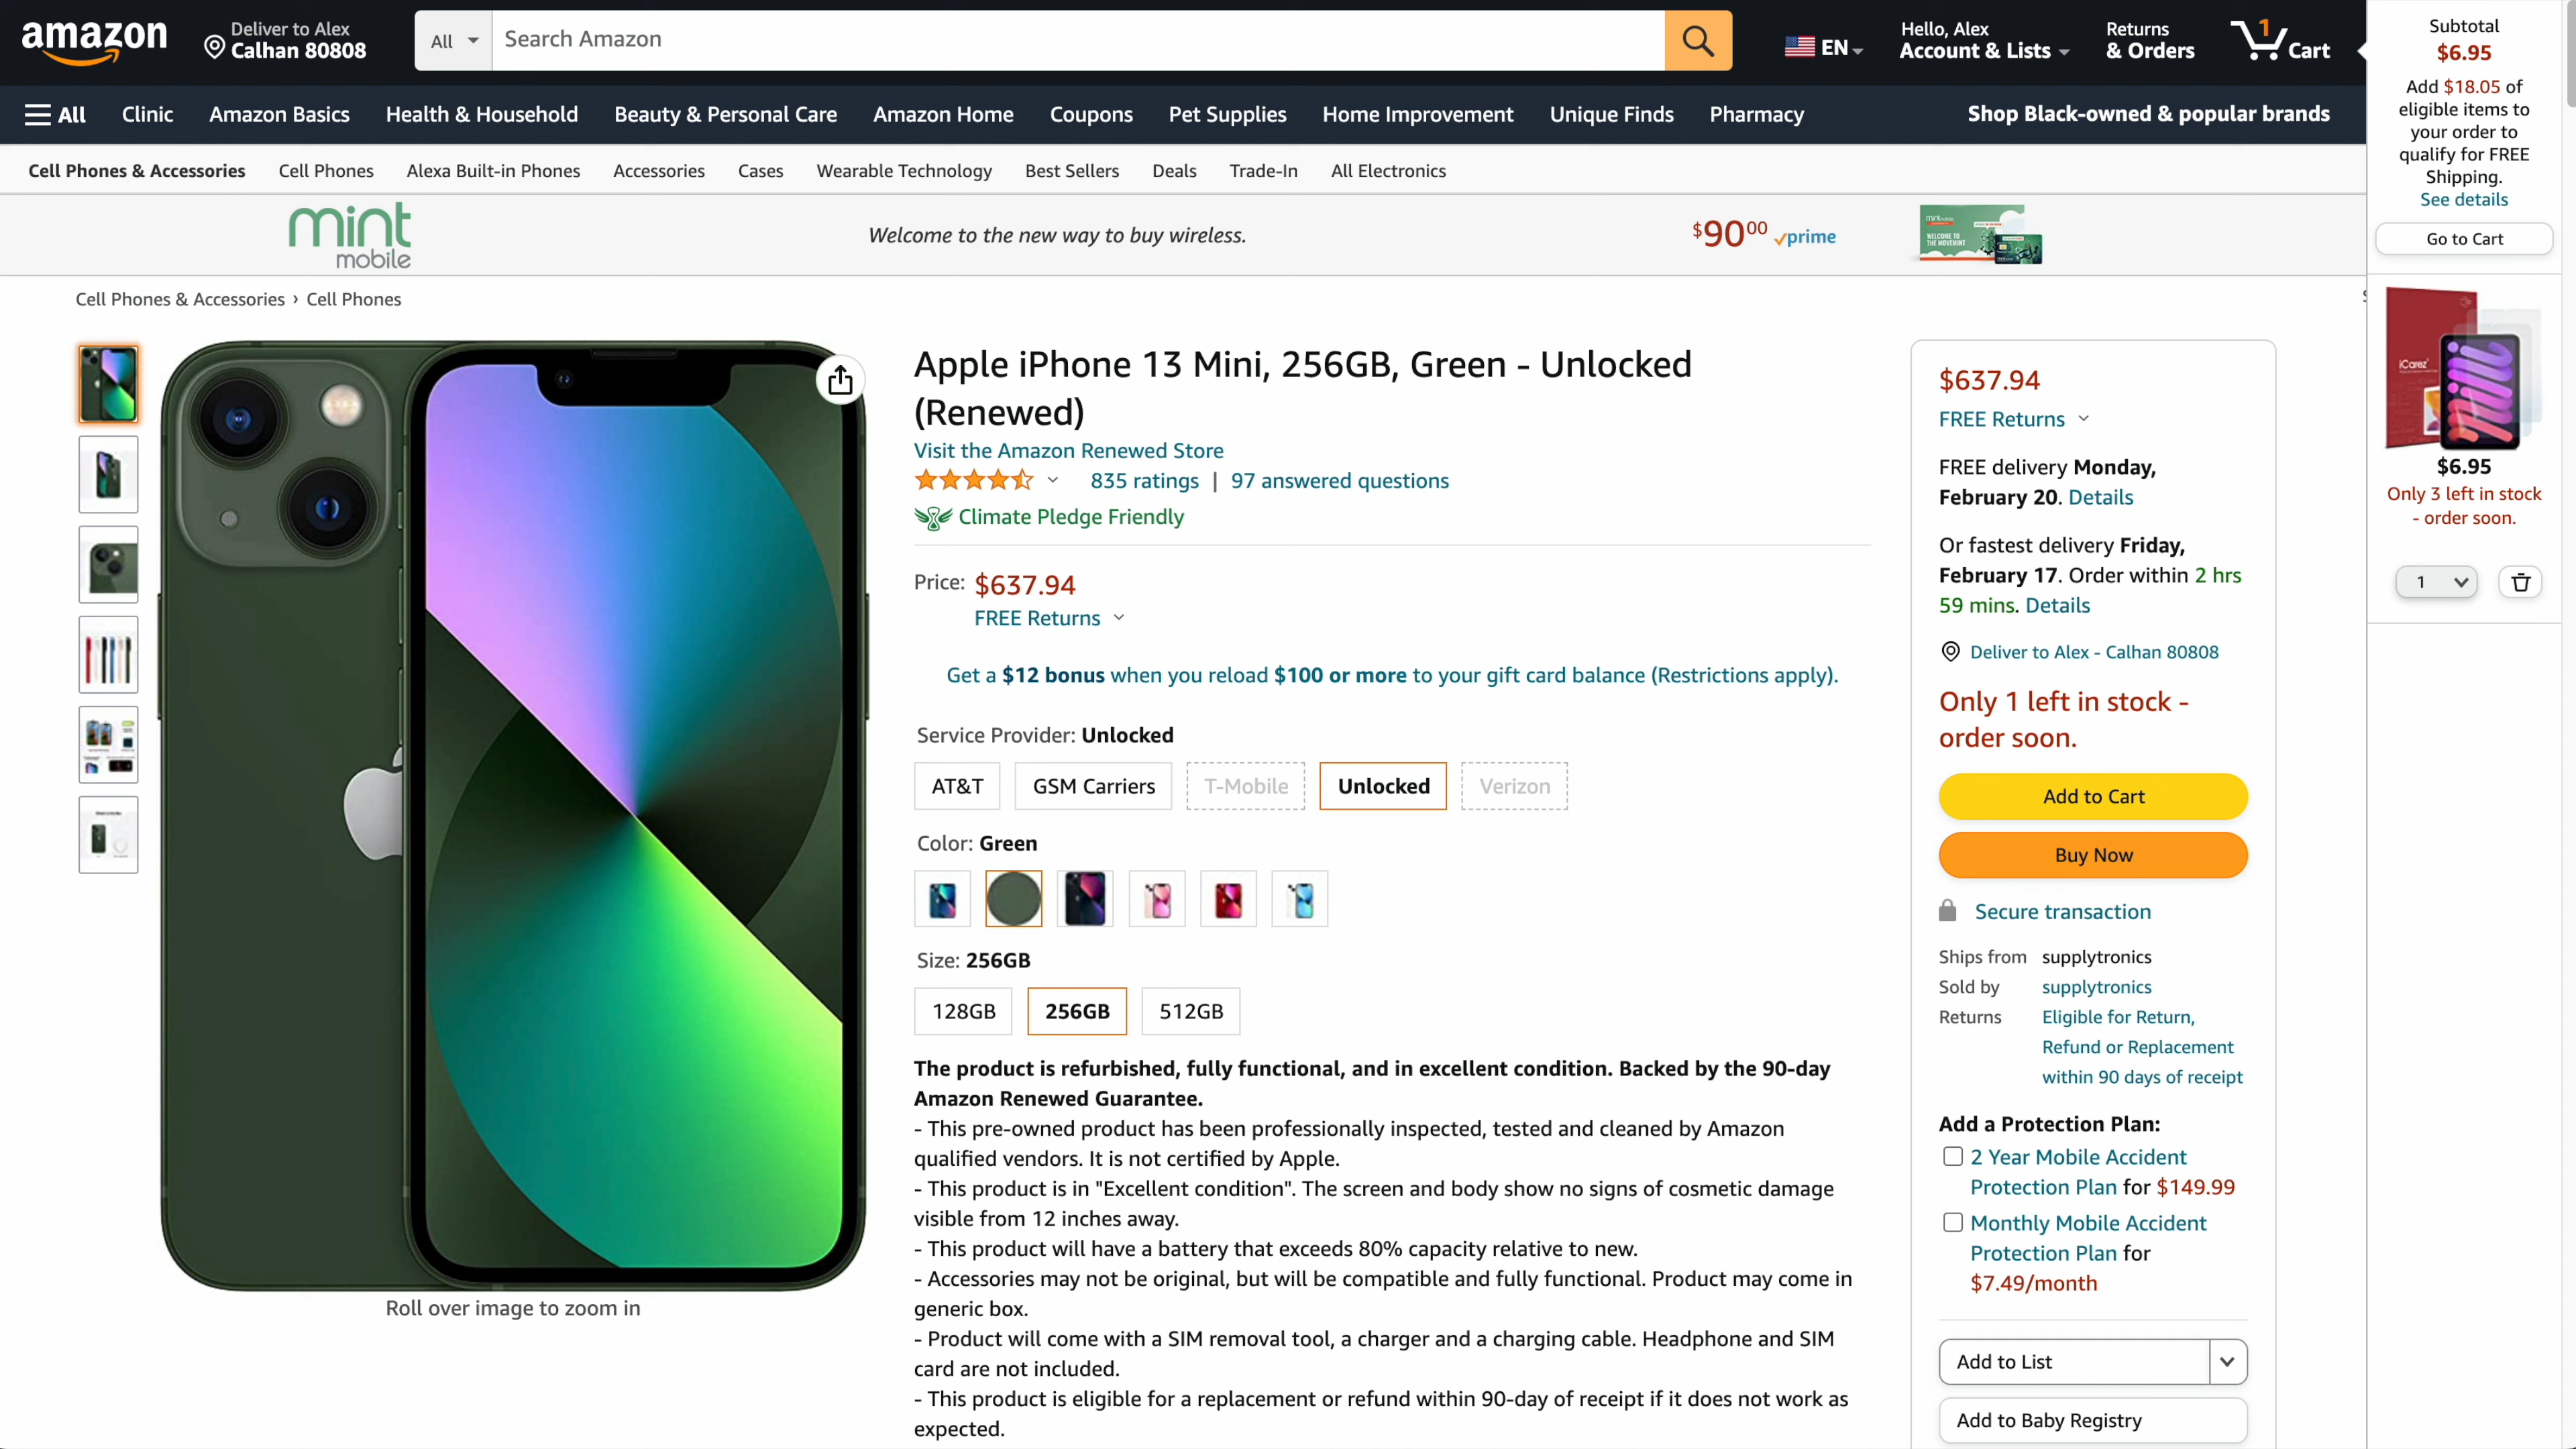 amazon
Deliver to Alex
Calhan 80808
All
Search Amazon
EN
Hello, Alex
Account & Lists
Returns
& Orders
1
Cart
All
Clinic
Amazon Basics
Health & Household
Beauty & Personal Care
Amazon Home
Coupons
Pet Supplies
Home Improvement
Unique Finds
Pharmacy
Shop Black-owned & popular brands
Cell Phones & Accessories
Cell Phones
Alexa Built-in Phones
Accessories
Cases
Wearable Technology
Best Sellers
Deals
Trade-In
All Electronics
mint
mobile
Welcome to the new way to buy wireless.
$90 00 prime
WELCOME TO
THE MOVEMINT
Cell Phones & Accessories › Cell Phones
Roll over image to zoom in
Apple iPhone 13 Mini, 256GB, Green - Unlocked
(Renewed)
Visit the Amazon Renewed Store
835 ratings | 97 answered questions
Climate Pledge Friendly
Price: $637.94
FREE Returns
Get a $12 bonus when you reload $100 or more to your gift card balance (Restrictions apply).
Service Provider: Unlocked
AT&T
GSM Carriers
T-Mobile
Unlocked
Verizon
Color: Green
Size: 256GB
128GB
256GB
512GB
The product is refurbished, fully functional, and in excellent condition. Backed by the 90-day
Amazon Renewed Guarantee.
- This pre-owned product has been professionally inspected, tested and cleaned by Amazon
qualified vendors. It is not certified by Apple.
- This product is in "Excellent condition". The screen and body show no signs of cosmetic damage
visible from 12 inches away.
- This product will have a battery that exceeds 80% capacity relative to new.
- Accessories may not be original, but will be compatible and fully functional. Product may come in
generic box.
- Product will come with a SIM removal tool, a charger and a charging cable. Headphone and SIM
card are not included.
- This product is eligible for a replacement or refund within 90-day of receipt if it does not work as
expected.
$637.94
FREE Returns
FREE delivery Monday,
February 20. Details
Or fastest delivery Friday,
February 17. Order within 2 hrs
59 mins. Details
Deliver to Alex - Calhan 80808
Only 1 left in stock -
order soon.
Add to Cart
Buy Now
Secure transaction
Ships from supplytronics
Sold by supplytronics
Returns Eligible for Return,
Refund or Replacement
within 90 days of receipt
Add a Protection Plan:
2 Year Mobile Accident
Protection Plan for $149.99
Monthly Mobile Accident
Protection Plan for
$7.49/month
Add to List
Add to Baby Registry
Subtotal
$6.95
Add $18.05 of
eligible items to
your order to
qualify for FREE
Shipping.
See details
Go to Cart
iCarez
$6.95
Only 3 left in stock
- order soon.
1